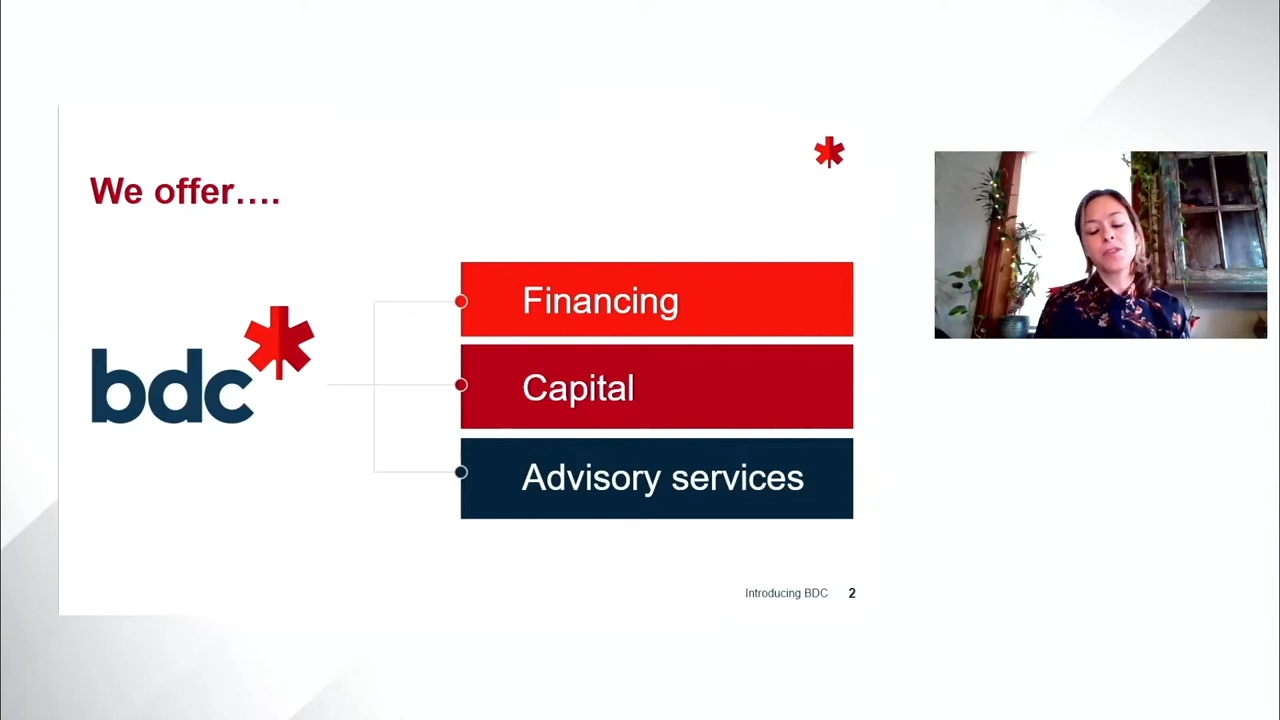 We offer….
bdc
Financing
Capital
Advisory services
Introducing BDC 2